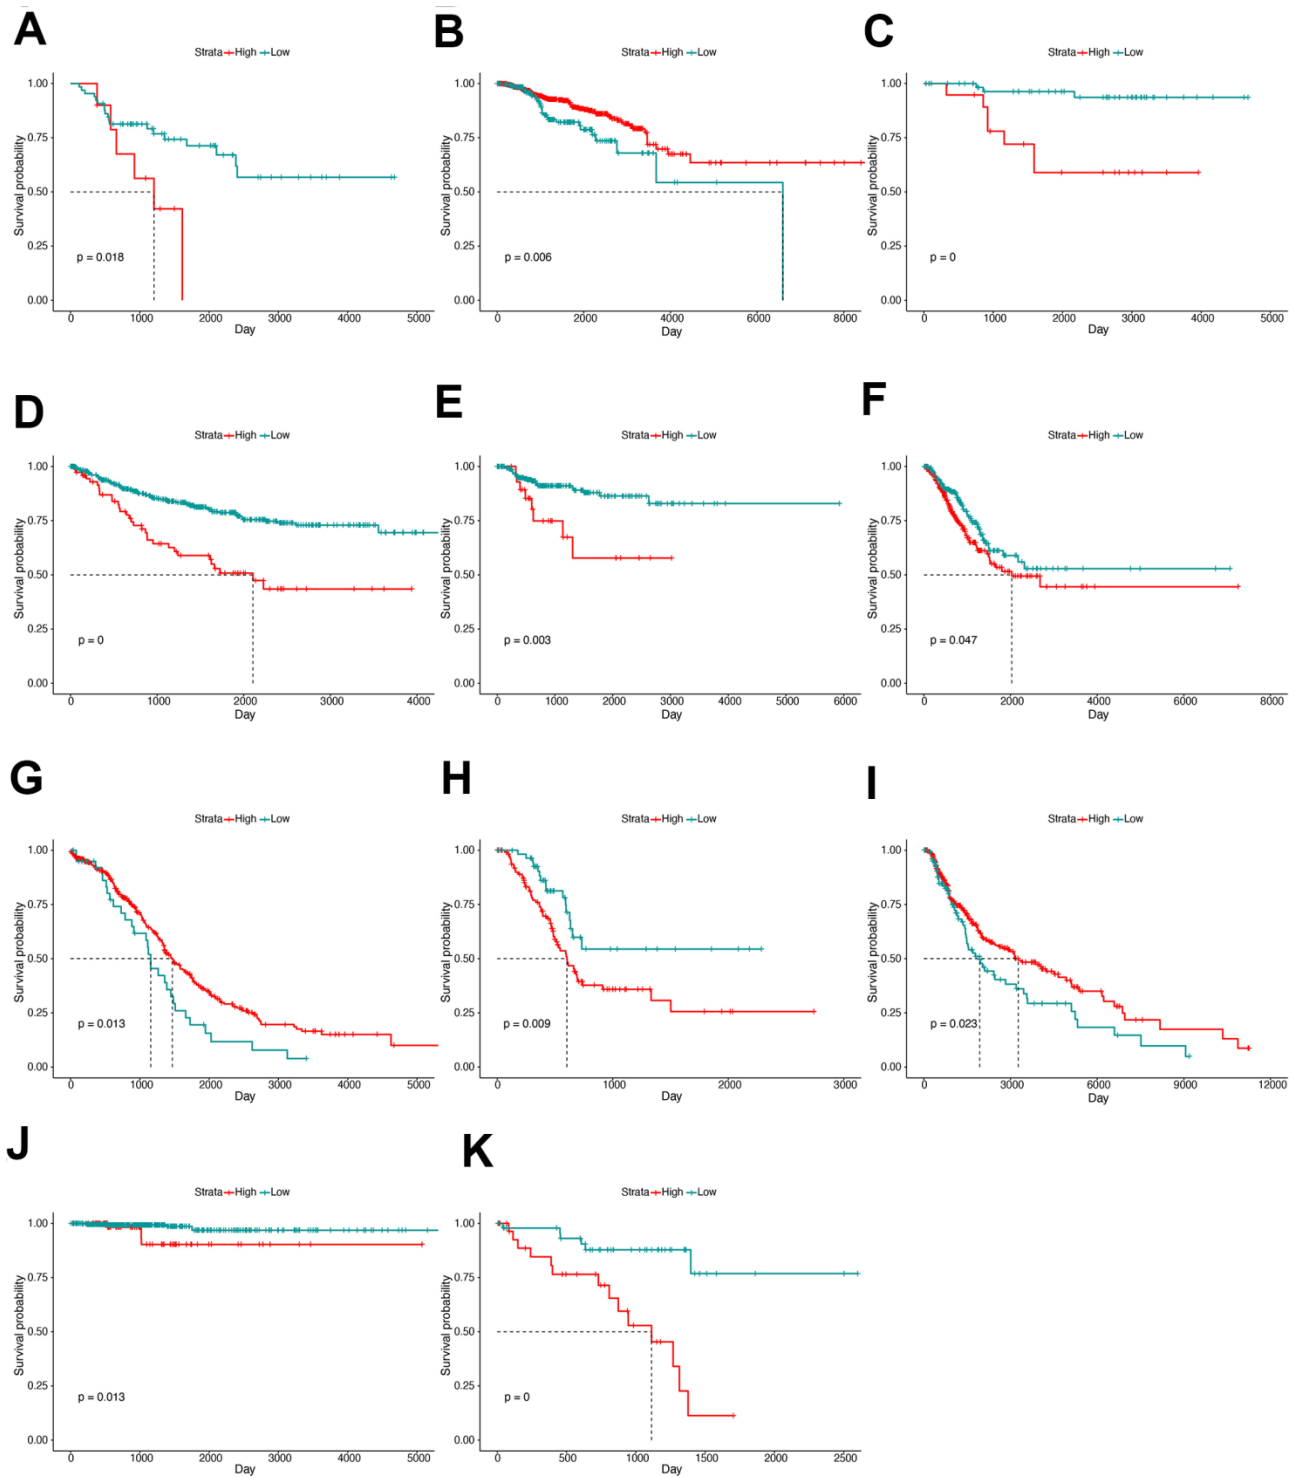 A
Strata High Low
Survival probability
1.00
0.75
0.50
0.25
0.00
p = 0.018
0 1000 2000 3000 4000 5000
Day
B
Strata High Low
Survival probability
1.00
0.75
0.50
0.25
0.00
p = 0.006
0 2000 4000 6000 8000
Day
C
Strata High Low
Survival probability
1.00
0.75
0.50
0.25
0.00
p = 0
0 1000 2000 3000 4000 5000
Day
D
Strata High Low
Survival probability
1.00
0.75
0.50
0.25
0.00
p = 0
0 1000 2000 3000 4000
Day
E
Strata High Low
Survival probability
1.00
0.75
0.50
0.25
0.00
p = 0.003
0 1000 2000 3000 4000 5000 6000
Day
F
Strata High Low
Survival probability
1.00
0.75
0.50
0.25
0.00
p = 0.047
0 2000 4000 6000 8000
Day
G
Strata High Low
Survival probability
1.00
0.75
0.50
0.25
0.00
p = 0.013
0 1000 2000 3000 4000 5000
Day
H
Strata High Low
Survival probability
1.00
0.75
0.50
0.25
0.00
p = 0.009
0 1000 2000 3000
Day
I
Strata High Low
Survival probability
1.00
0.75
0.50
0.25
0.00
p = 0.023
0 3000 6000 9000 12000
Day
J
Strata High Low
Survival probability
1.00
0.75
0.50
0.25
0.00
p = 0.013
0 1000 2000 3000 4000 5000
Day
K
Strata High Low
Survival probability
1.00
0.75
0.50
0.25
0.00
p = 0
0 500 1000 1500 2000 2500
Day